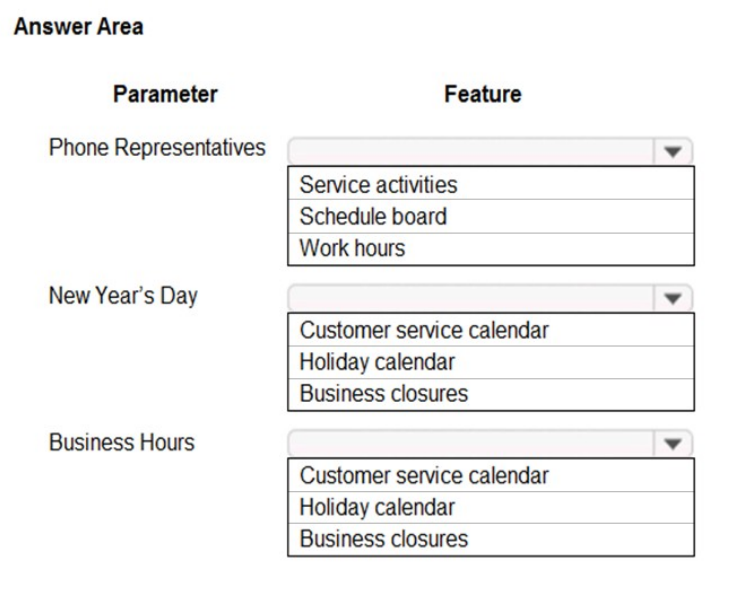 Answer Area
Parameter Feature
Phone Representatives
Service activities
Schedule board
Work hours
New Year's Day
Customer service calendar
Holiday calendar
Business closures
Business Hours
Customer service calendar
Holiday calendar
Business closures